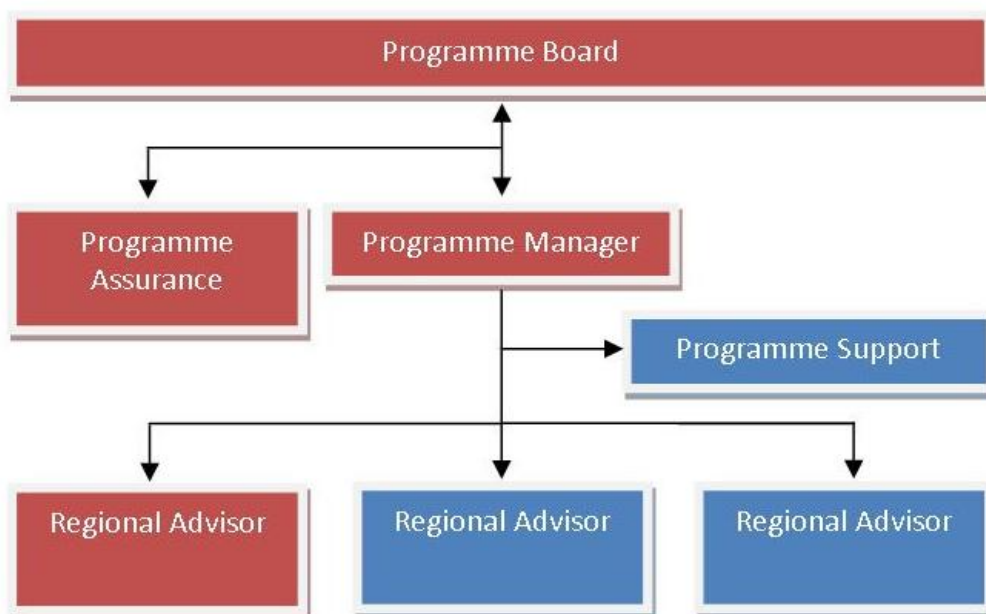 Programme Board
Programme
Assurance
Programme Manager
Programme Support
Regional Advisor
Regional Advisor
Regional Advisor